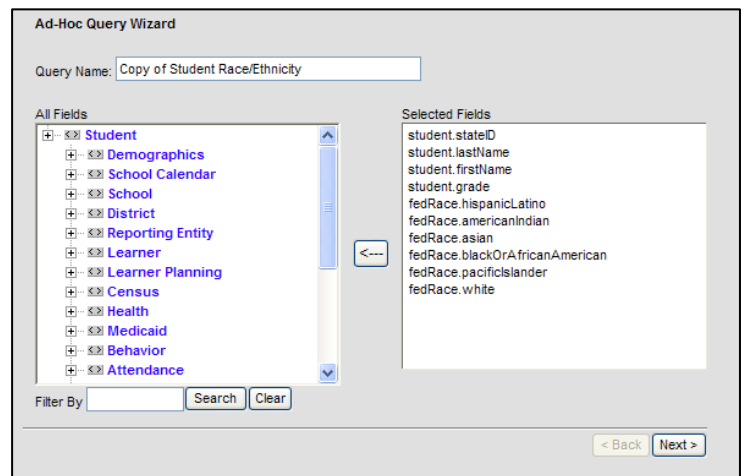 Ad-Hoc Query Wizard
Query Name: Copy of Student Race/Ethnicity
All Fields
Student
Demographics
School Calendar
School
District
Reporting Entity
Learner
Learner Planning
Census
Health
Medicaid
Behavior
Attendance
Filter By Search Clear
<---
Selected Fields
student.stateID
student.lastName
student.firstName
student.grade
fedRace.hispanicLatino
fedRace.americanIndian
fedRace.asian
fedRace.blackOrAfricanAmerican
fedRace.pacificIslander
fedRace.white
< Back Next >